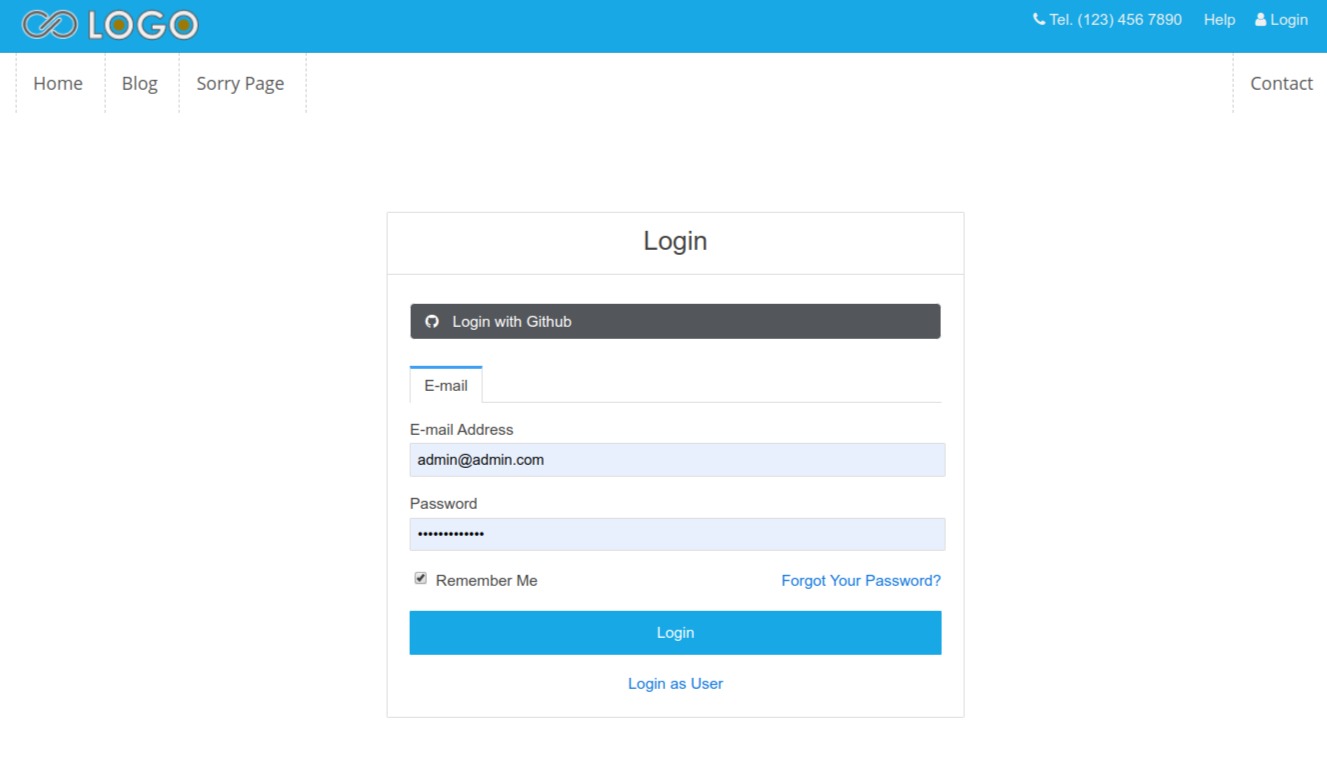 LOGO
Tel. (123) 456 7890 Help Login
Home Blog Sorry Page Contact
Login
Login with Github
E-mail
E-mail Address
admin@admin.com
Password
•••••••••••••
Remember Me Forgot Your Password?
Login
Login as User